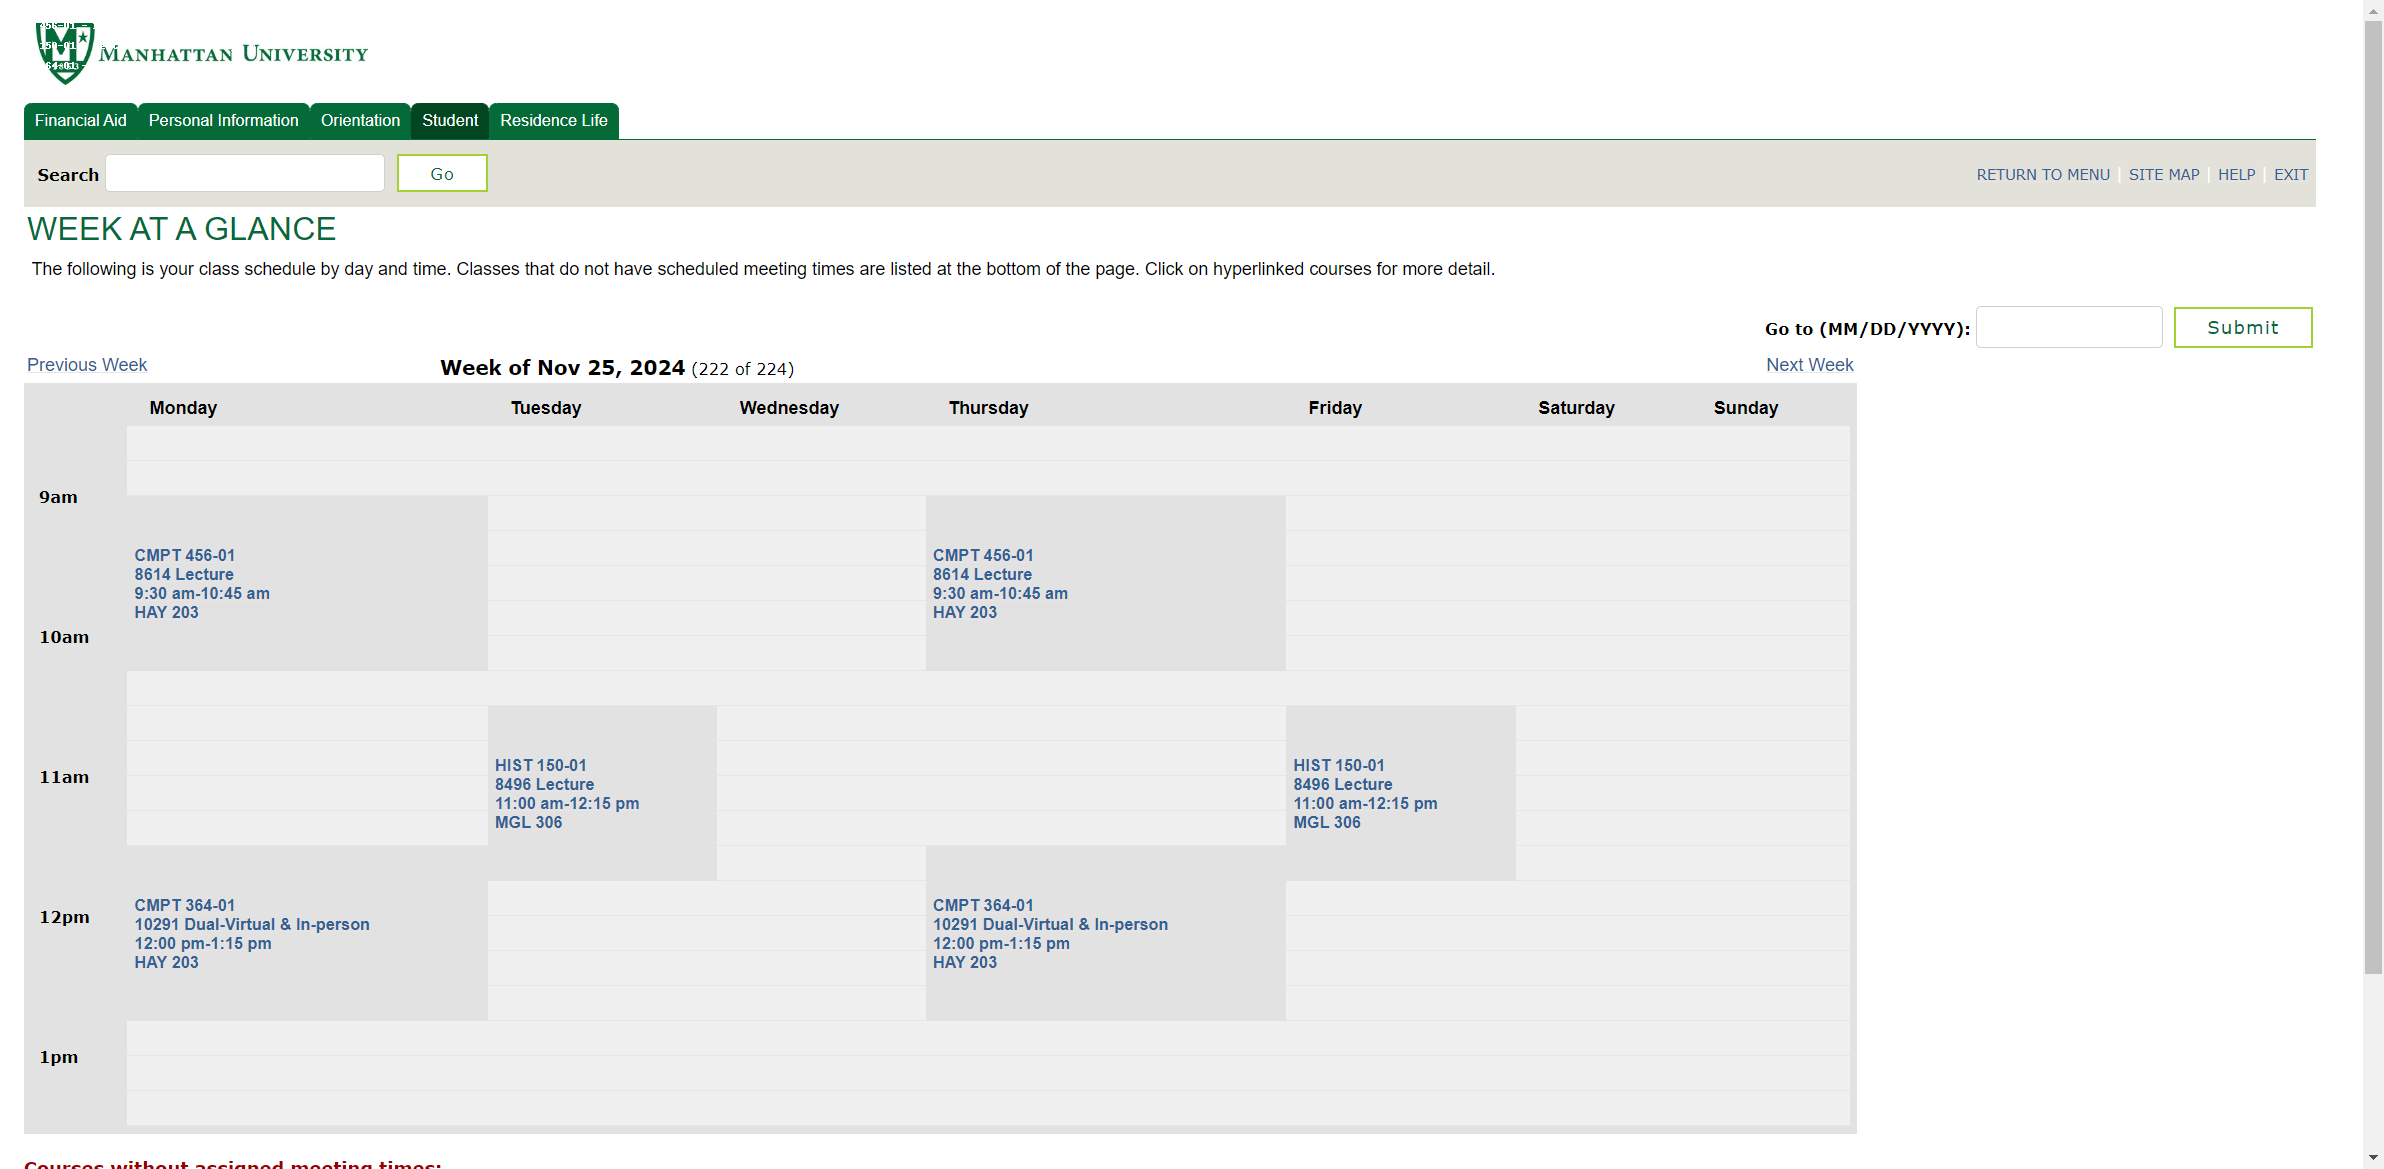 MANHATTAN UNIVERSITY
Financial Aid Personal Information Orientation Student Residence Life
Search Go RETURN TO MENU | SITE MAP | HELP | EXIT
WEEK AT A GLANCE
The following is your class schedule by day and time. Classes that do not have scheduled meeting times are listed at the bottom of the page. Click on hyperlinked courses for more detail.
Go to (MM/DD/YYYY): Submit
Previous Week Week of Nov 25, 2024 (222 of 224) Next Week
Monday Tuesday Wednesday Thursday Friday Saturday Sunday
9am
CMPT 456-01 CMPT 456-01
8614 Lecture 8614 Lecture
9:30 am-10:45 am 9:30 am-10:45 am
HAY 203 HAY 203
10am
HIST 150-01 HIST 150-01
11am
8496 Lecture 8496 Lecture
11:00 am-12:15 pm 11:00 am-12:15 pm
MGL 306 MGL 306
CMPT 364-01 CMPT 364-01
12pm
10291 Dual-Virtual & In-person 10291 Dual-Virtual & In-person
12:00 pm-1:15 pm 12:00 pm-1:15 pm
HAY 203 HAY 203
1pm
Courses without assigned meeting times: